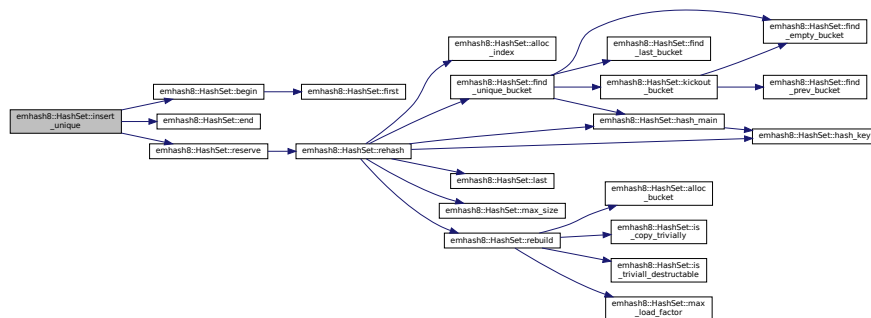 emhash8::HashSet::insert
_unique
emhash8::HashSet::begin
emhash8::HashSet::end
emhash8::HashSet::reserve
emhash8::HashSet::first
emhash8::HashSet::rehash
emhash8::HashSet::alloc
_index
emhash8::HashSet::find
_unique_bucket
emhash8::HashSet::last
emhash8::HashSet::max_size
emhash8::HashSet::rebuild
emhash8::HashSet::find
_last_bucket
emhash8::HashSet::kickout
_bucket
emhash8::HashSet::hash_main
emhash8::HashSet::alloc
_bucket
emhash8::HashSet::is
_copy_trivially
emhash8::HashSet::is
_triviall_destructable
emhash8::HashSet::max
_load_factor
emhash8::HashSet::find
_empty_bucket
emhash8::HashSet::find
_prev_bucket
emhash8::HashSet::hash_key